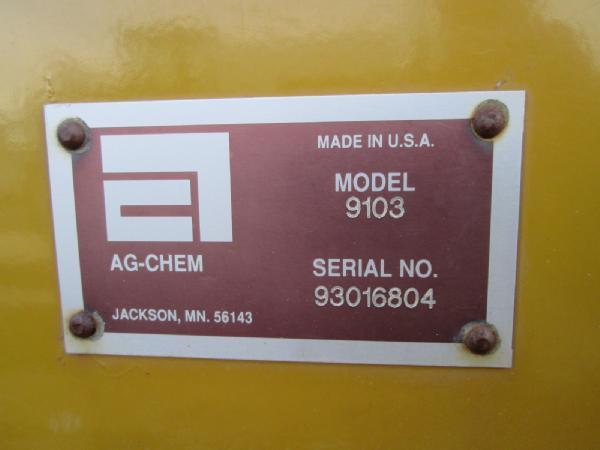 MADE IN U.S.A.
MODEL
9103
AG-CHEM
SERIAL NO.
93016804
JACKSON, MN. 56143